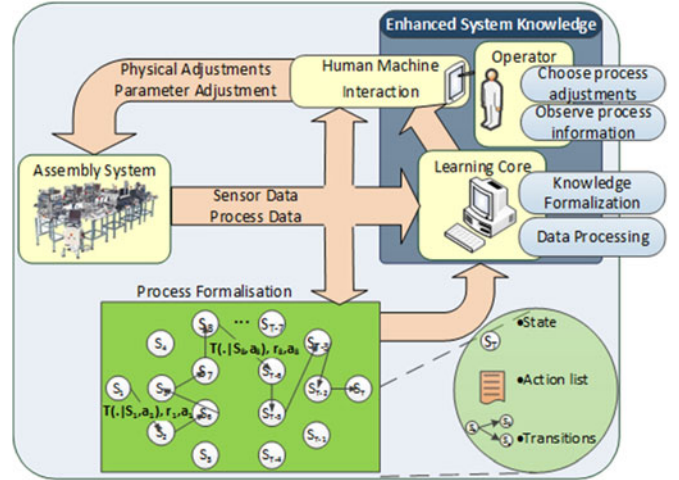 Enhanced System Knowledge
Physical Adjustments
Parameter Adjustment
Human Machine
Interaction
Operator
Choose process
adjustments
Observe process
information
Assembly System
Sensor Data
Process Data
Learning Core
Knowledge
Formalization
Data Processing
Process Formalisation
S8
...
ST-7
S4
T(.|S8,a8), r8,a8
S7
ST-6
S1
ST-2
ST
T(.|S1,a1), r1,a1
S6
ST-5
S2
ST-1
S3
ST-4
•State
ST
•Action list
•Transitions